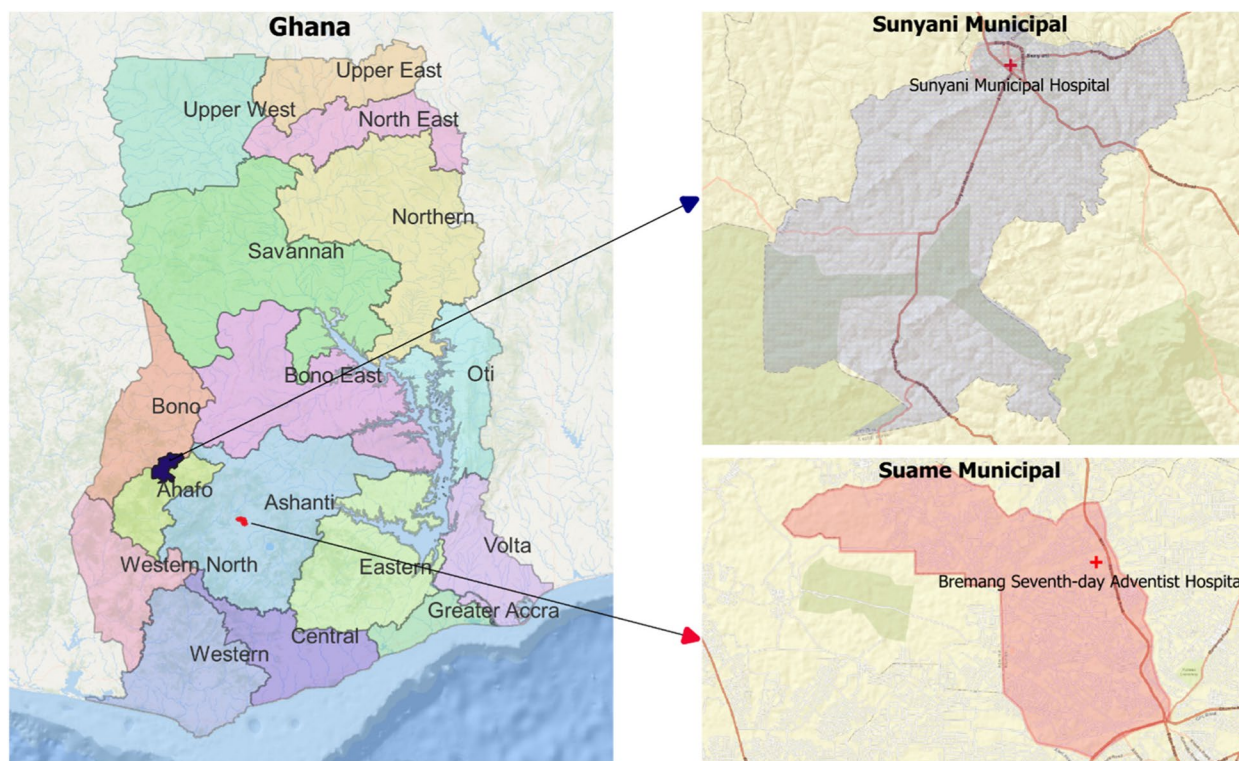 Ghana
Upper East
Upper West
North East
Northern
Savannah
Bono East
Oti
Bono
Ahafo
Ashanti
Volta
Western North
Eastern
Greater Accra
Central
Western
Sunyani Municipal
Sunyani Municipal Hospital
Suame Municipal
Bremang Seventh-day Adventist Hospital